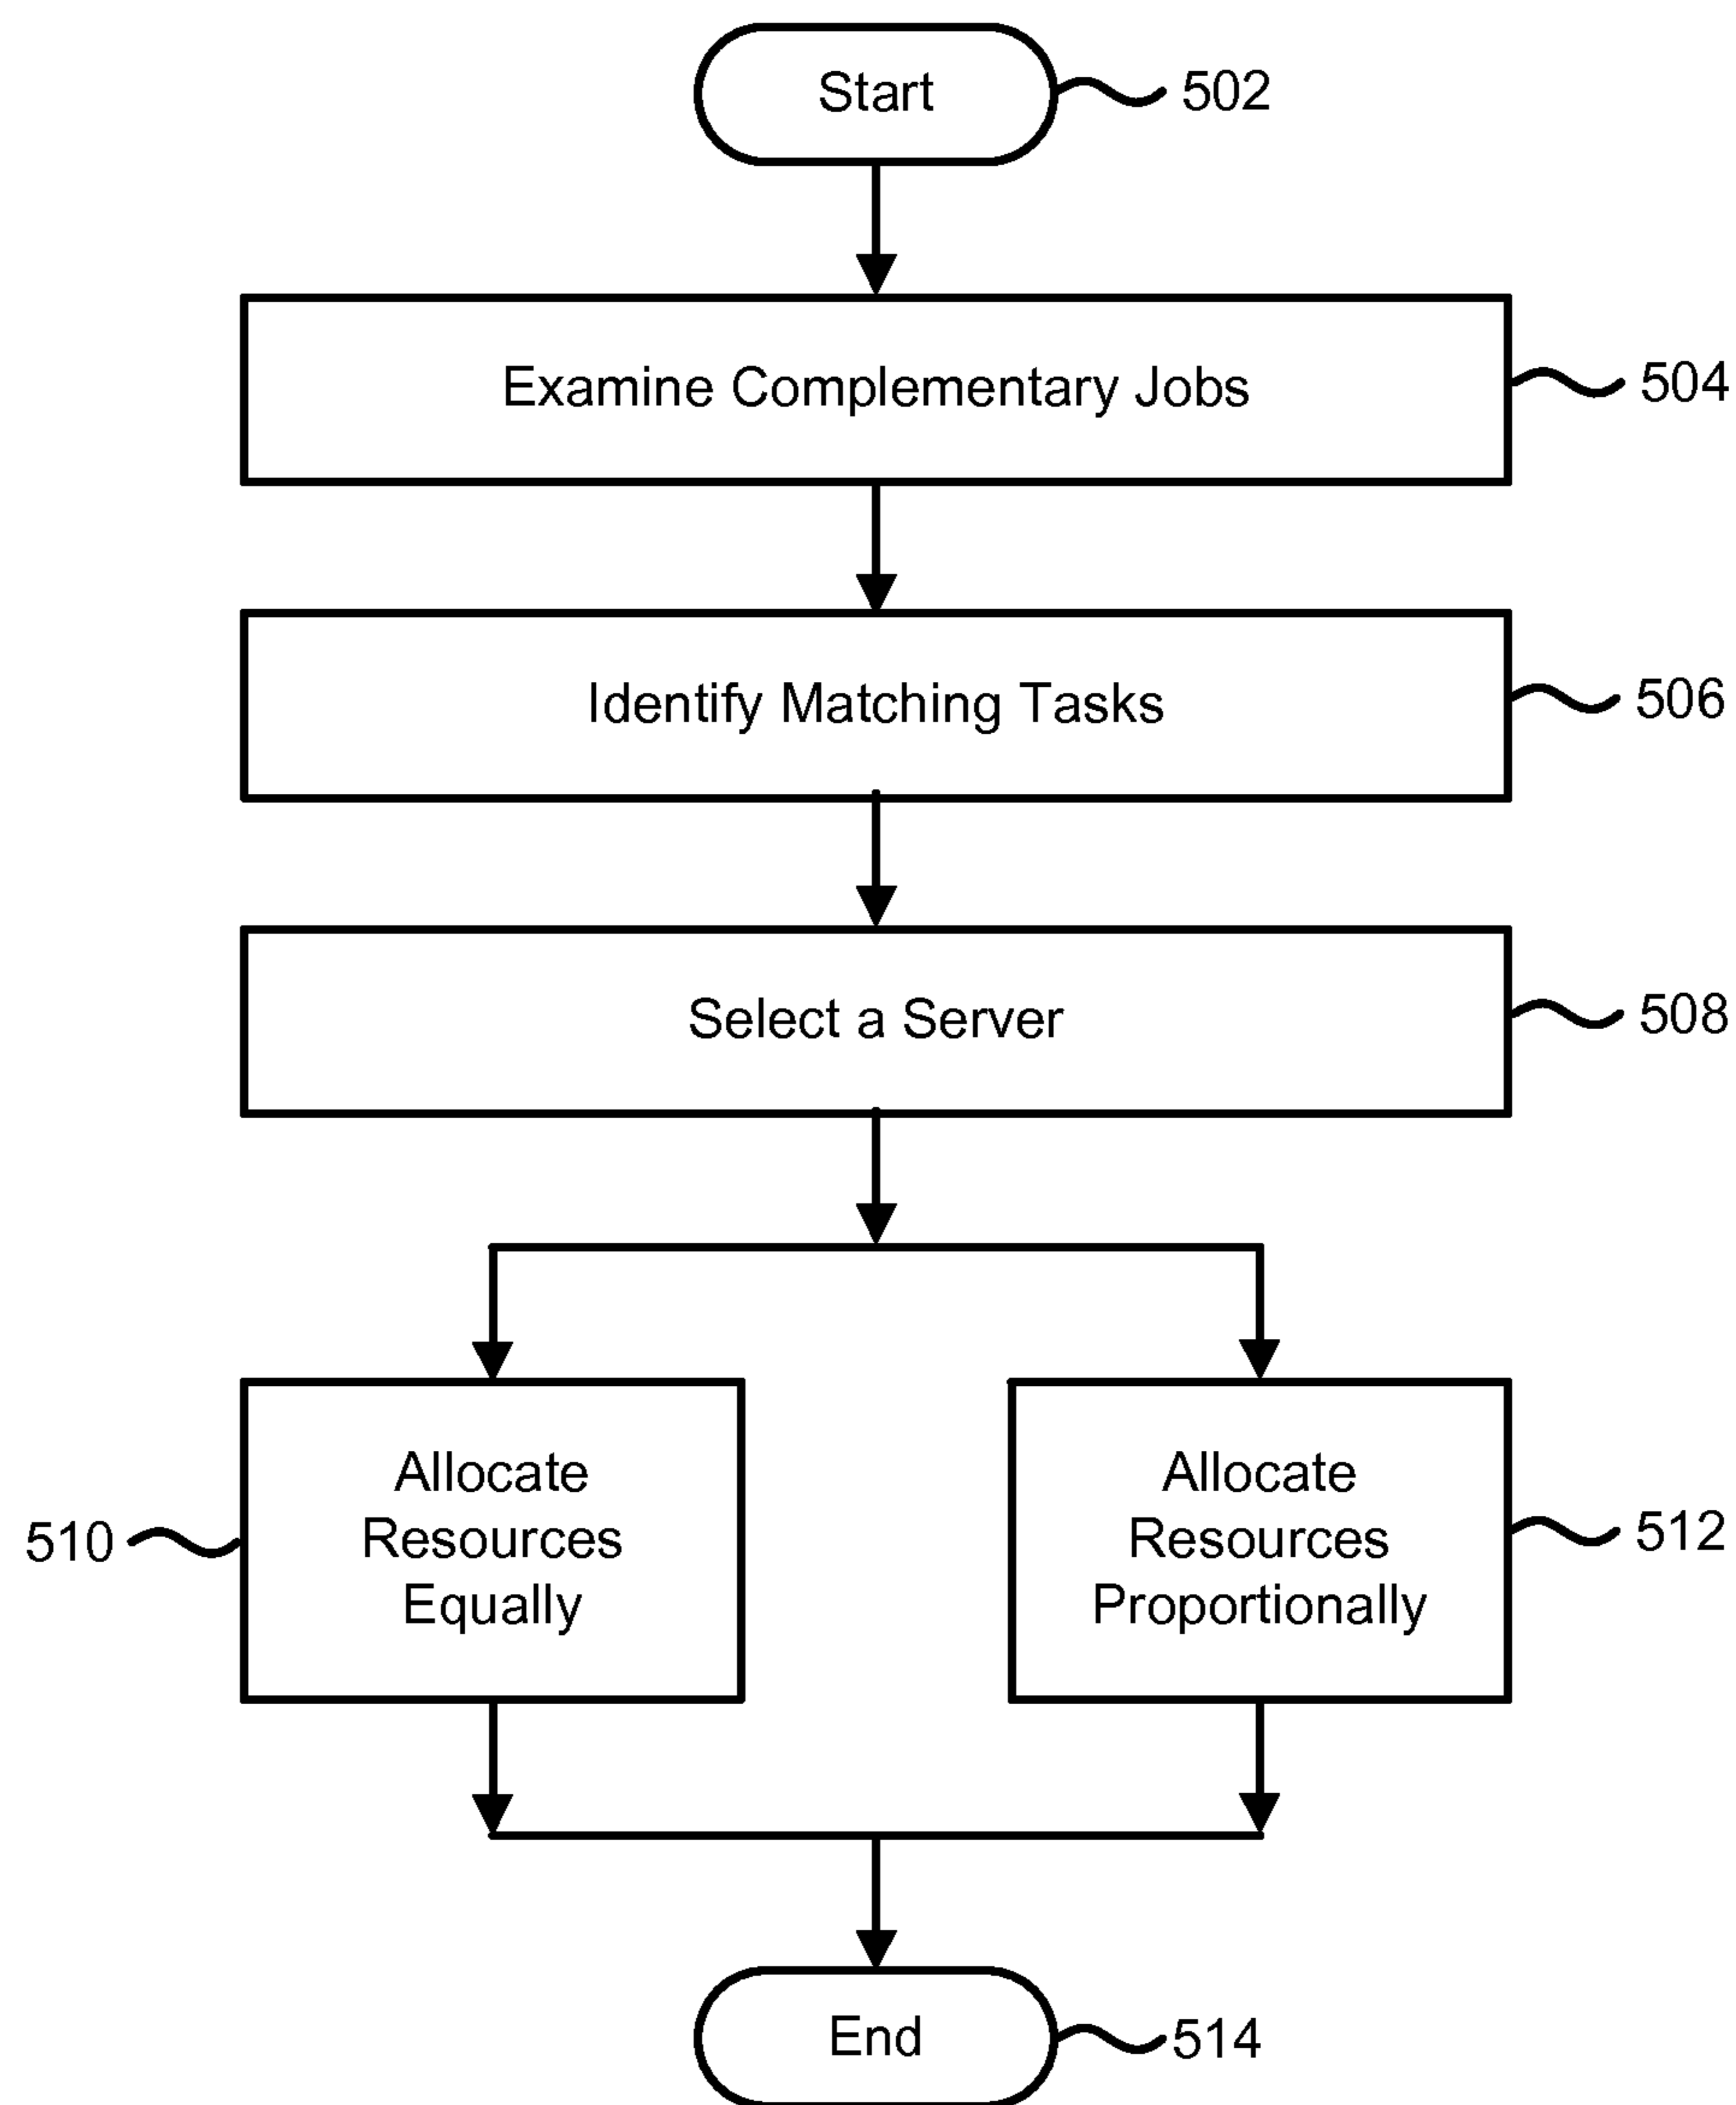 Start
502
Examine Complementary Jobs
504
Identify Matching Tasks
506
Select a Server
508
510
Allocate
Resources
Equally
Allocate
Resources
Proportionally
512
End
514